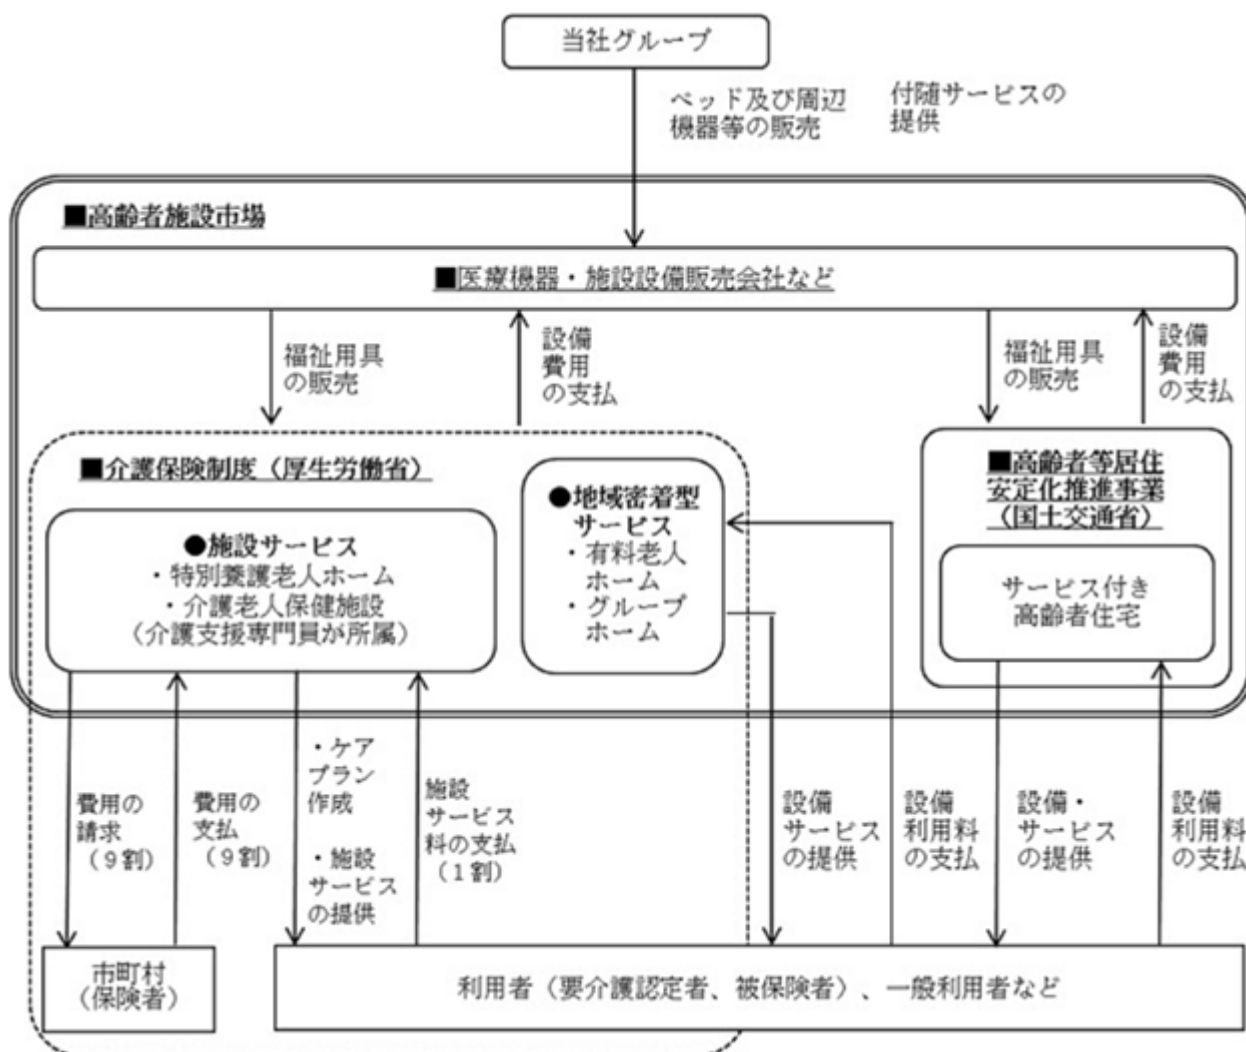 当社グループ
ベッド及び周辺
機器等の販売
付随サービスの
提供
■高齢者施設市場
■医療機器・施設設備販売会社など
福祉用具
の販売
設備
費用
の支払
福祉用具
の販売
設備
費用
の支払
■介護保険制度（厚生労働省）
●施設サービス
・特別養護老人ホーム
・介護老人保健施設
（介護支援専門員が所属）
●地域密着型
サービス
・有料老人
ホーム
・グループ
ホーム
■高齢者等居住
安定化推進事業
（国土交通省）
サービス付き
高齢者住宅
費用の
請求
（９割）
費用の
支払
（９割）
・ケア
プラン
作成
・施設
サービス
の提供
施設
サービス
料の支払
（１割）
設備
サービス
の提供
設備
利用料
の支払
設備・
サービス
の提供
設備
利用料
の支払
市町村
（保険者）
利用者（要介護認定者、被保険者）、一般利用者など